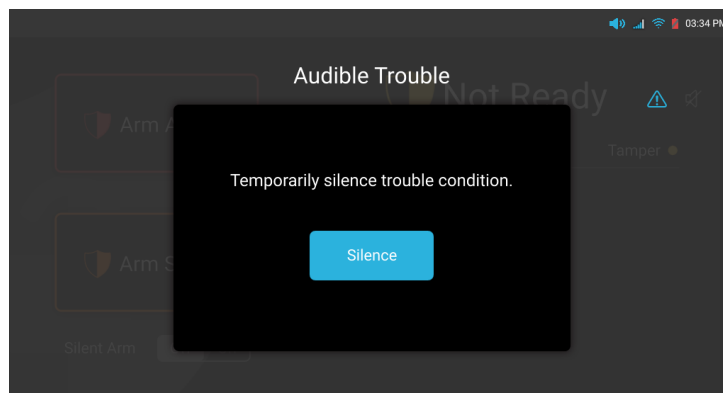 03:34 PM
Audible Trouble
Not Ready
Arm A
Tamper
Temporarily silence trouble condition.
Silence
Arm S
Silent Arm